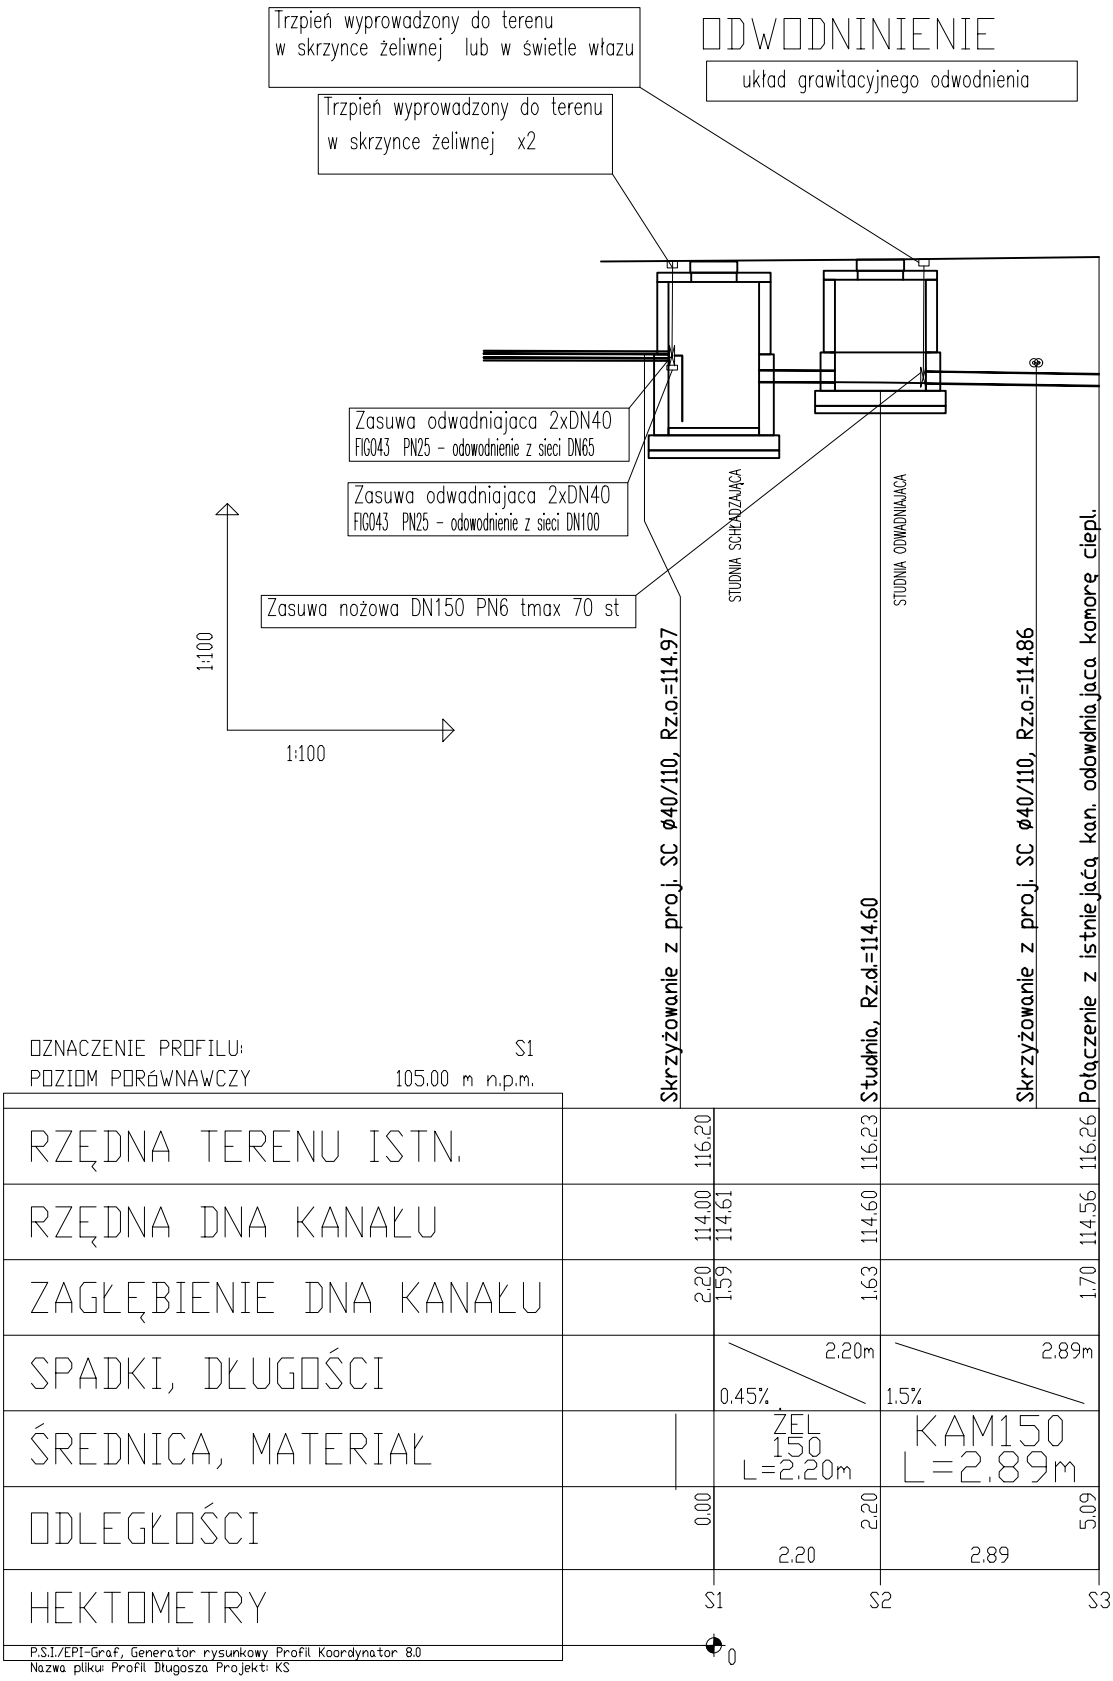 Trzpień wyprowadzony do terenu
w skrzynce żeliwnej lub w świetle włazu
ODWODNINIENIE
układ grawitacyjnego odwodnienia
Trzpień wyprowadzony do terenu
w skrzynce żeliwnej x2
Zasuwa odwadniajaca 2xDN40
FIG043 PN25 - odowodnienie z sieci DN65
Zasuwa odwadniajaca 2xDN40
FIG043 PN25 - odowodnienie z sieci DN100
Zasuwa nożowa DN150 PN6 tmax 70 st
STUDNIA SCHŁADZAJĄCA
STUDNIA ODWADNIAJACA
1:100
1:100
Skrzyżowanie z proj. SC ø40/110, Rz.o.=114.97
Studnia, Rz.d.=114.60
Skrzyżowanie z proj. SC ø40/110, Rz.o.=114.86
Połączenie z istniejaćą kan. odowdniajaca komorę ciepl.
OZNACZENIE PROFILU: S1
POZIOM PORóWNAWCZY 105.00 m n.p.m.
RZĘDNA TERENU ISTN. 116.20 116.23 116.26
RZĘDNA DNA KANAŁU 114.00 114.61 114.60 114.56
ZAGŁĘBIENIE DNA KANAŁU 2.20 1.59 1.63 1.70
SPADKI, DŁUGOŚCI 0.45% 2.20m 1.5% 2.89m
ŚREDNICA, MATERIAŁ
ŻEL
150
L=2.20m
KAM150
L=2.89m
ODLEGŁOŚCI 0.00 2.20 5.09
2.20 2.89
HEKTOMETRY
S1 S2 S3
0
P.S.I./EPI-Graf, Generator rysunkowy Profil Koordynator 8.0
Nazwa pliku: Profil Długosza Projekt: KS